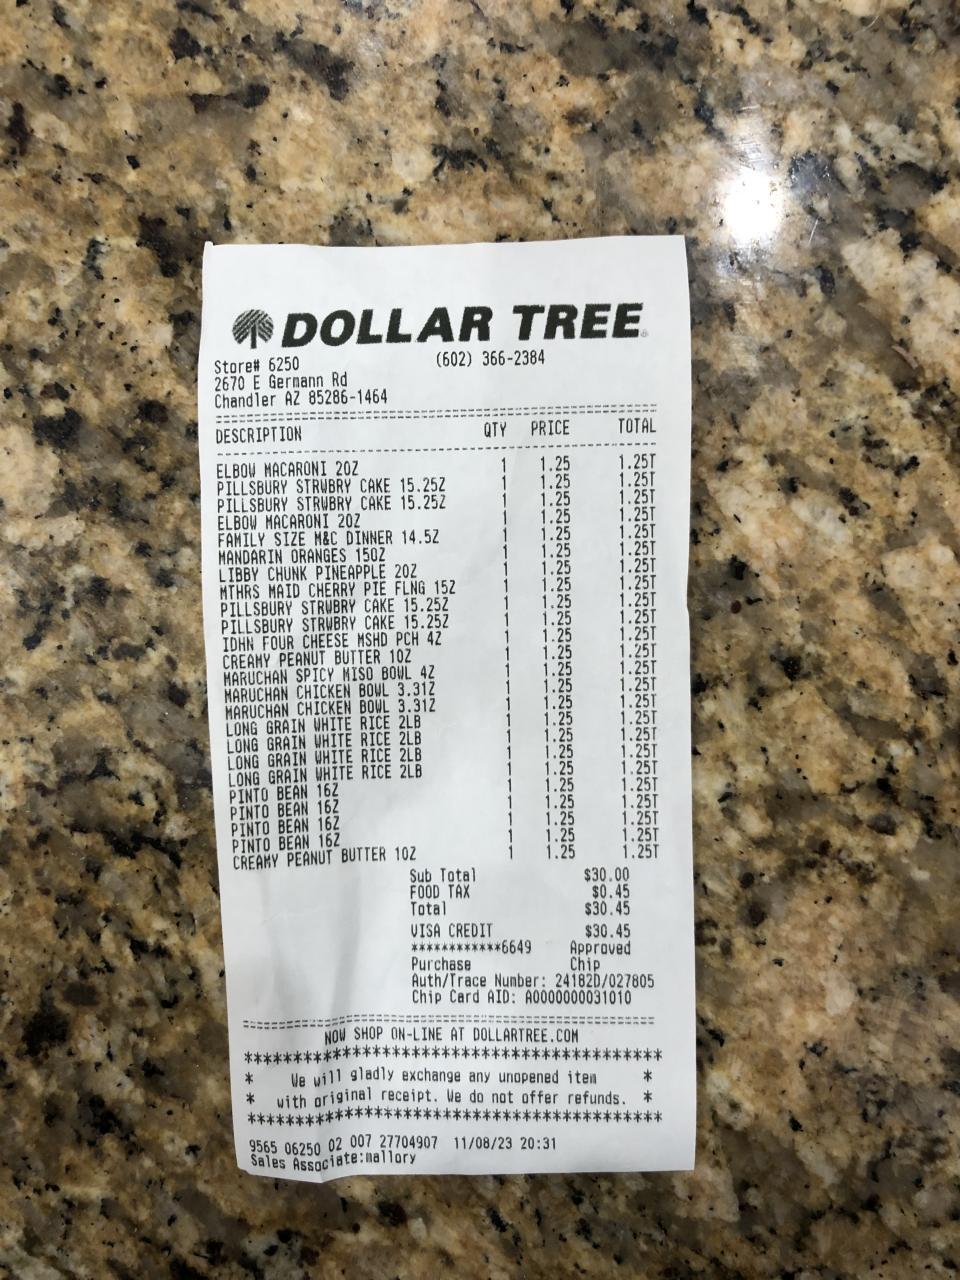 DOLLAR TREE
Store# 6250 (602) 366-2384
2670 E Germann Rd
Chandler AZ 85286-1464
DESCRIPTION QTY PRICE TOTAL
ELBOW MACARONI 20Z 1 1.25 1.25T
PILLSBURY STRWBRY CAKE 15.25Z 1 1.25 1.25T
PILLSBURY STRWBRY CAKE 15.25Z 1 1.25 1.25T
ELBOW MACARONI 20Z 1 1.25 1.25T
FAMILY SIZE M&C DINNER 14.5Z 1 1.25 1.25T
MANDARIN ORANGES 15OZ 1 1.25 1.25T
LIBBY CHUNK PINEAPPLE 20Z 1 1.25 1.25T
MTHRS MAID CHERRY PIE FLNG 15Z 1 1.25 1.25T
PILLSBURY STRWBRY CAKE 15.25Z 1 1.25 1.25T
PILLSBURY STRWBRY CAKE 15.25Z 1 1.25 1.25T
IDHN FOUR CHEESE MSHD PCH 4Z 1 1.25 1.25T
CREAMY PEANUT BUTTER 10Z 1 1.25 1.25T
MARUCHAN SPICY MISO BOWL 4Z 1 1.25 1.25T
MARUCHAN CHICKEN BOWL 3.31Z 1 1.25 1.25T
MARUCHAN CHICKEN BOWL 3.31Z 1 1.25 1.25T
LONG GRAIN WHITE RICE 2LB 1 1.25 1.25T
LONG GRAIN WHITE RICE 2LB 1 1.25 1.25T
LONG GRAIN WHITE RICE 2LB 1 1.25 1.25T
LONG GRAIN WHITE RICE 2LB 1 1.25 1.25T
PINTO BEAN 16Z 1 1.25 1.25T
PINTO BEAN 16Z 1 1.25 1.25T
PINTO BEAN 16Z 1 1.25 1.25T
PINTO BEAN 16Z 1 1.25 1.25T
CREAMY PEANUT BUTTER 10Z 1 1.25 1.25T
Sub Total $30.00
FOOD TAX $0.45
Total $30.45
VISA CREDIT $30.45
************6649 Approved
Purchase Chip
Auth/Trace Number: 24182D/027805
Chip Card AID: A0000000031010
NOW SHOP ON-LINE AT DOLLARTREE.COM
******************************************
* We will gladly exchange any unopened item *
* with original receipt. We do not offer refunds. *
******************************************
9565 06250 02 007 27704907 11/08/23 20:31
Sales Associate:mallory